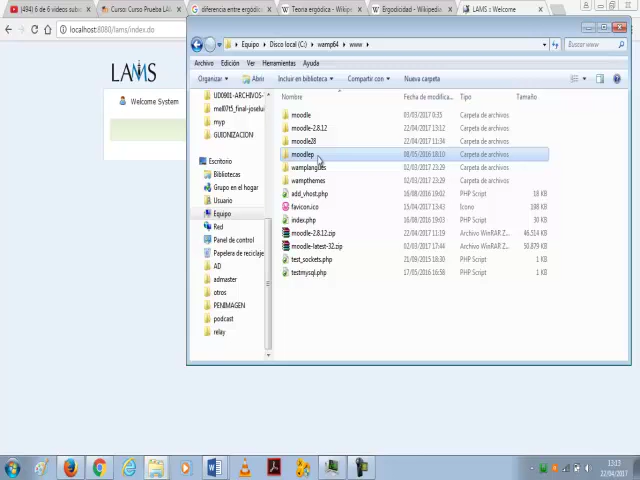 (494) 6 de 6 videos subi
Curso: Curso Prueba LA
diferencia entre ergódic
Teoría ergódica - Wikipe
Ergodicidad - Wikipedia
LAMS :: Welcome
localhost:8080/lams/index.do
LAMS
Welcome System
Equipo
Disco local (C:)
wamp64
www
Buscar www
Archivo Edición Ver Herramientas Ayuda
Organizar Abrir Incluir en biblioteca Compartir con Nueva carpeta
Nombre Fecha de modifica... Tipo Tamaño
UD0901-ARCHIVOS-
myp
GUIONIZACION
Escritorio
Bibliotecas
Grupo en el hogar
Usuario
Equipo
Red
Panel de control
Papelera de reciclaje
AD
admaster
otros
PENIMAGEN
podcast
relay
moodle 03/03/2017 0:35 Carpeta de archivos
moodle-2.8.12 22/04/2017 13:12 Carpeta de archivos
moodle28 22/04/2017 11:34 Carpeta de archivos
moodlep 08/05/2016 18:10 Carpeta de archivos
wamplangues 02/03/2017 23:29 Carpeta de archivos
wampthemes 02/03/2017 23:29 Carpeta de archivos
add_vhost.php 16/08/2016 19:02 PHP Script 18 KB
favicon.ico 15/04/2017 13:43 Icono 198 KB
index.php 16/08/2016 19:03 PHP Script 30 KB
moodle-2.8.12.zip 22/04/2017 11:19 Archivo WinRAR Z... 46.514 KB
moodle-latest-32.zip 02/03/2017 17:44 Archivo WinRAR Z... 50.879 KB
test_sockets.php 21/09/2015 18:30 PHP Script 1 KB
testmysql.php 17/05/2016 16:58 PHP Script 1 KB
13:13
22/04/2017